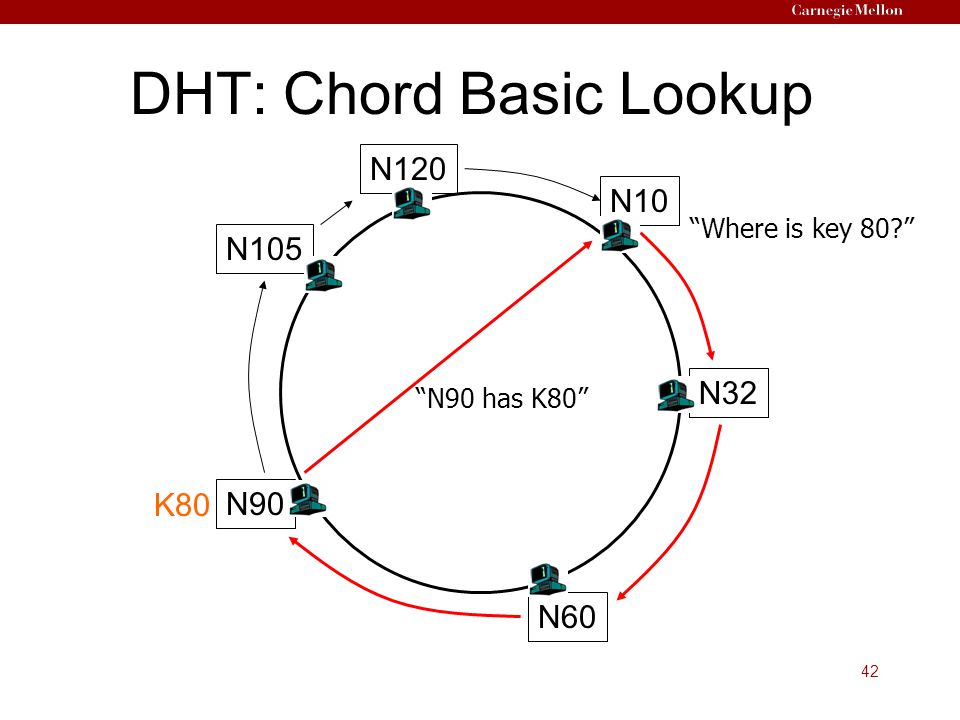 Carnegie Mellon
DHT: Chord Basic Lookup
N120
N10
“Where is key 80?”
N105
N32
“N90 has K80”
K80
N90
N60
42